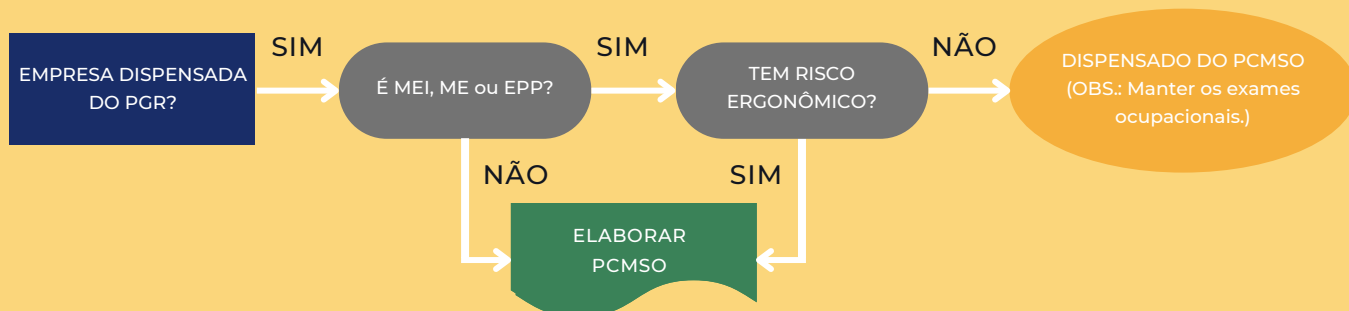 EMPRESA DISPENSADA
DO PGR?
SIM
É MEI, ME ou EPP?
SIM
TEM RISCO
ERGONÔMICO?
NÃO
DISPENSADO DO PCMSO
(OBS.: Manter os exames
ocupacionais.)
NÃO
SIM
ELABORAR
PCMSO